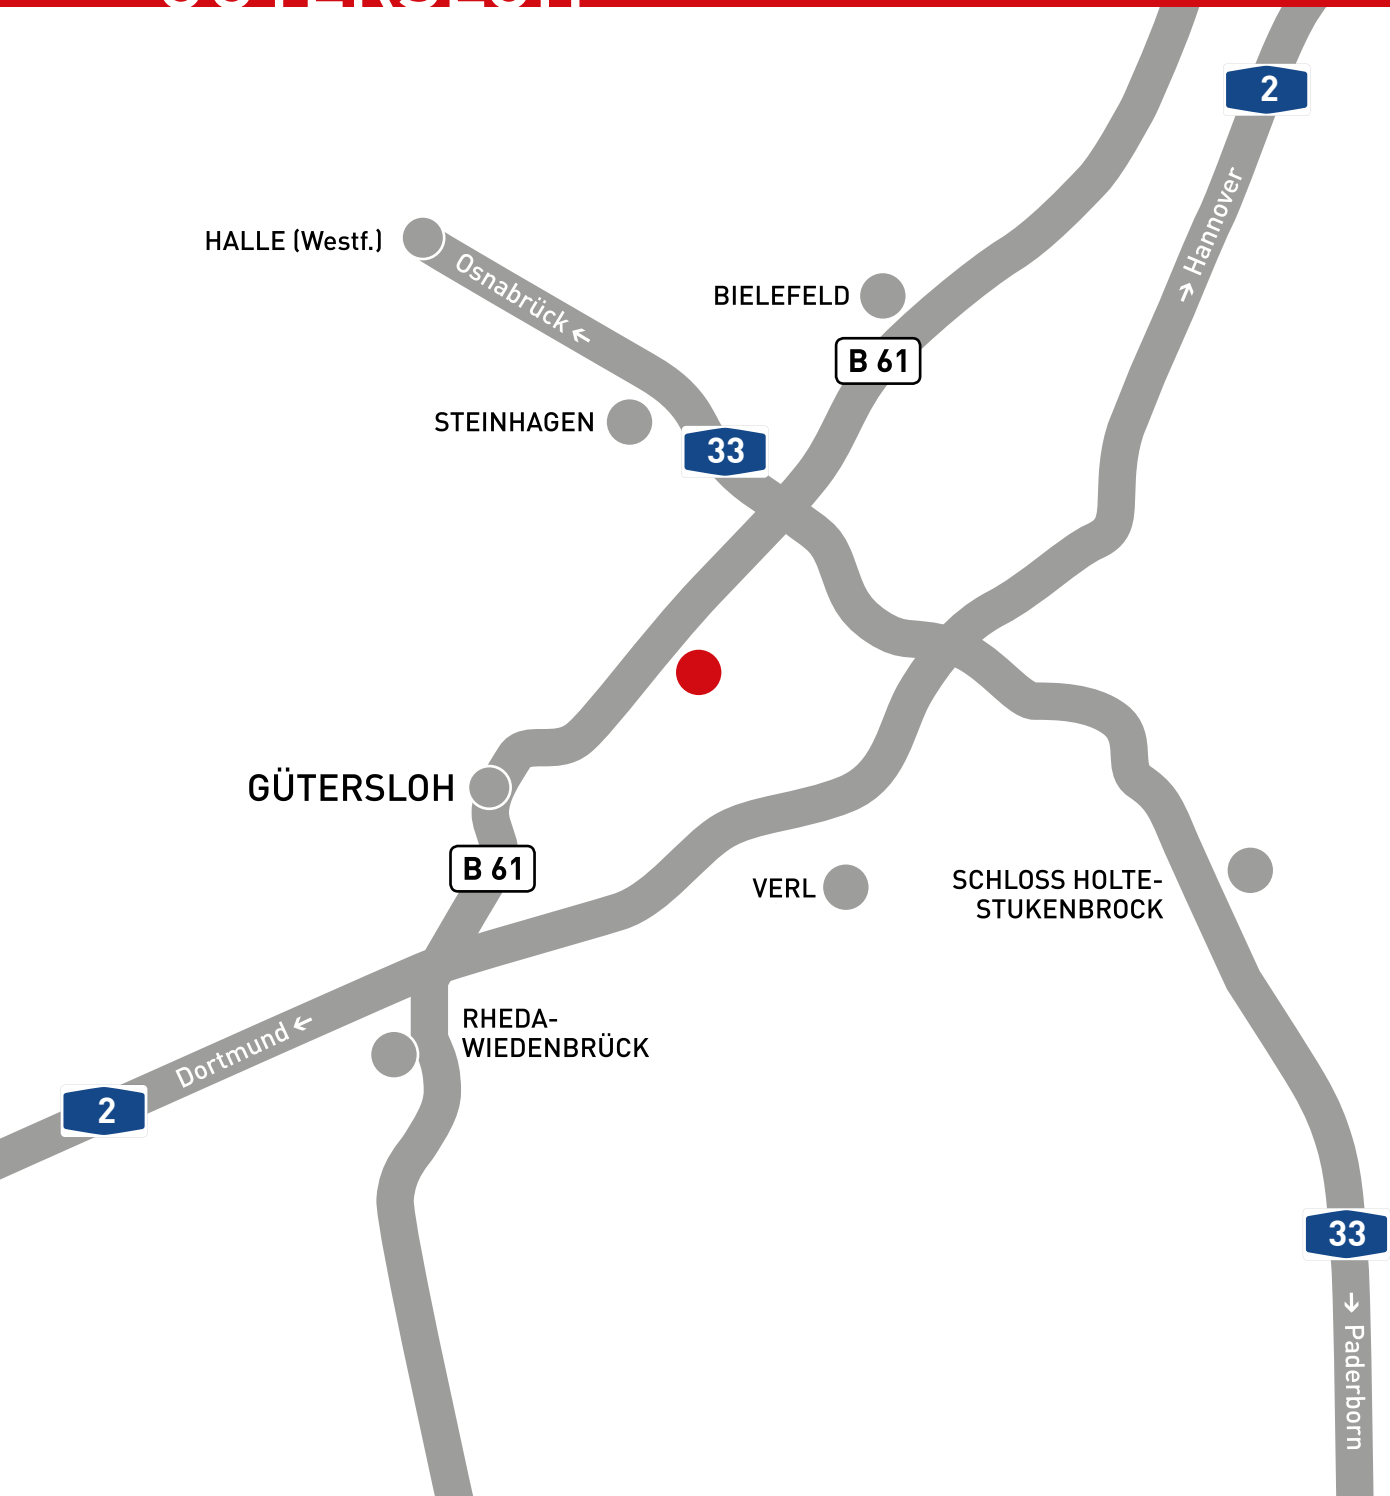 GÜTERSLOH
2
Hannover
HALLE (Westf.)
Osnabrück
BIELEFELD
B 61
STEINHAGEN
33
GÜTERSLOH
B 61
VERL
SCHLOSS HOLTE-
STUKENBROCK
RHEDA-
WIEDENBRÜCK
Dortmund
2
33
Paderborn